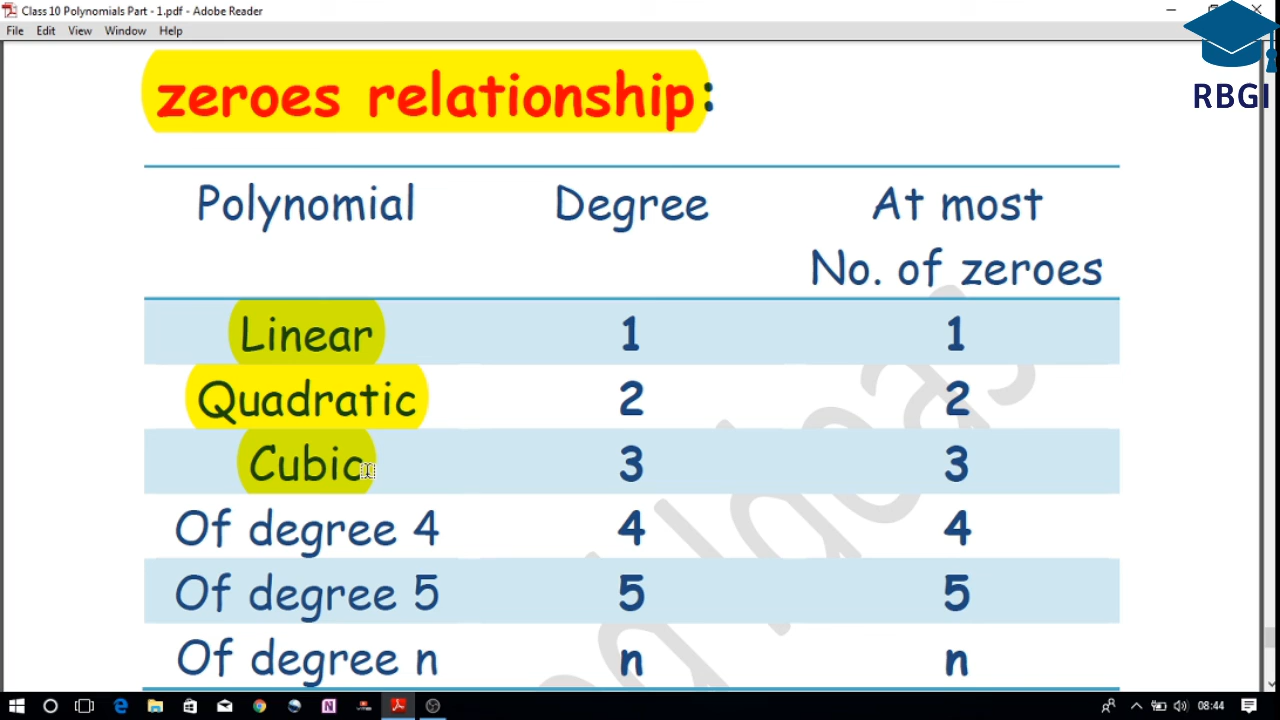 Class 10 Polynomials Part - 1.pdf - Adobe Reader
File Edit View Window Help
RBGI
zeroes relationship:
Polynomial Degree At most
No. of zeroes
Linear 1 1
Quadratic 2 2
Cubic 3 3
Of degree 4 4 4
Of degree 5 5 5
Of degree n n n
08:44